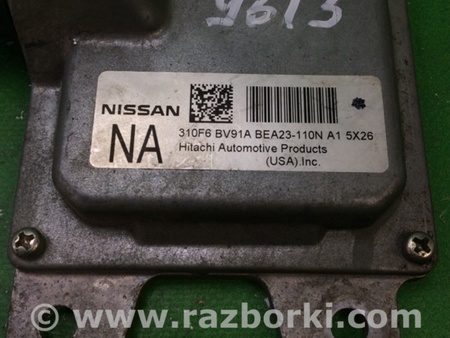 9613
NISSAN
NA
310F6 BV91A BEA23-110N A1 5X26
Hitachi Automotive Products
(USA).Inc.
www.razborki.com